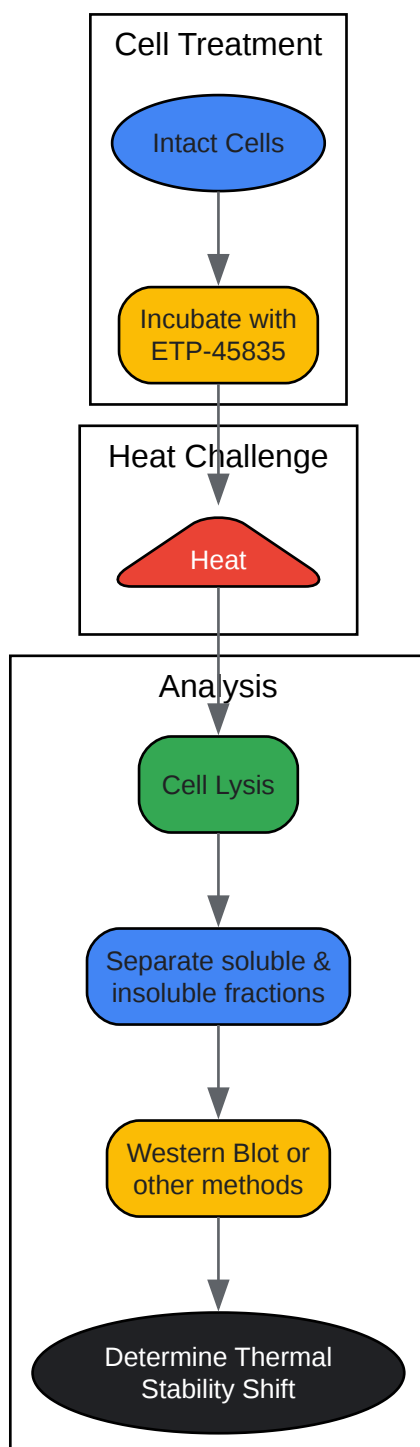 Cell Treatment
Intact Cells
Incubate with
ETP-45835
Heat Challenge
Heat
Analysis
Cell Lysis
Separate soluble &
insoluble fractions
Western Blot or
other methods
Determine Thermal
Stability Shift